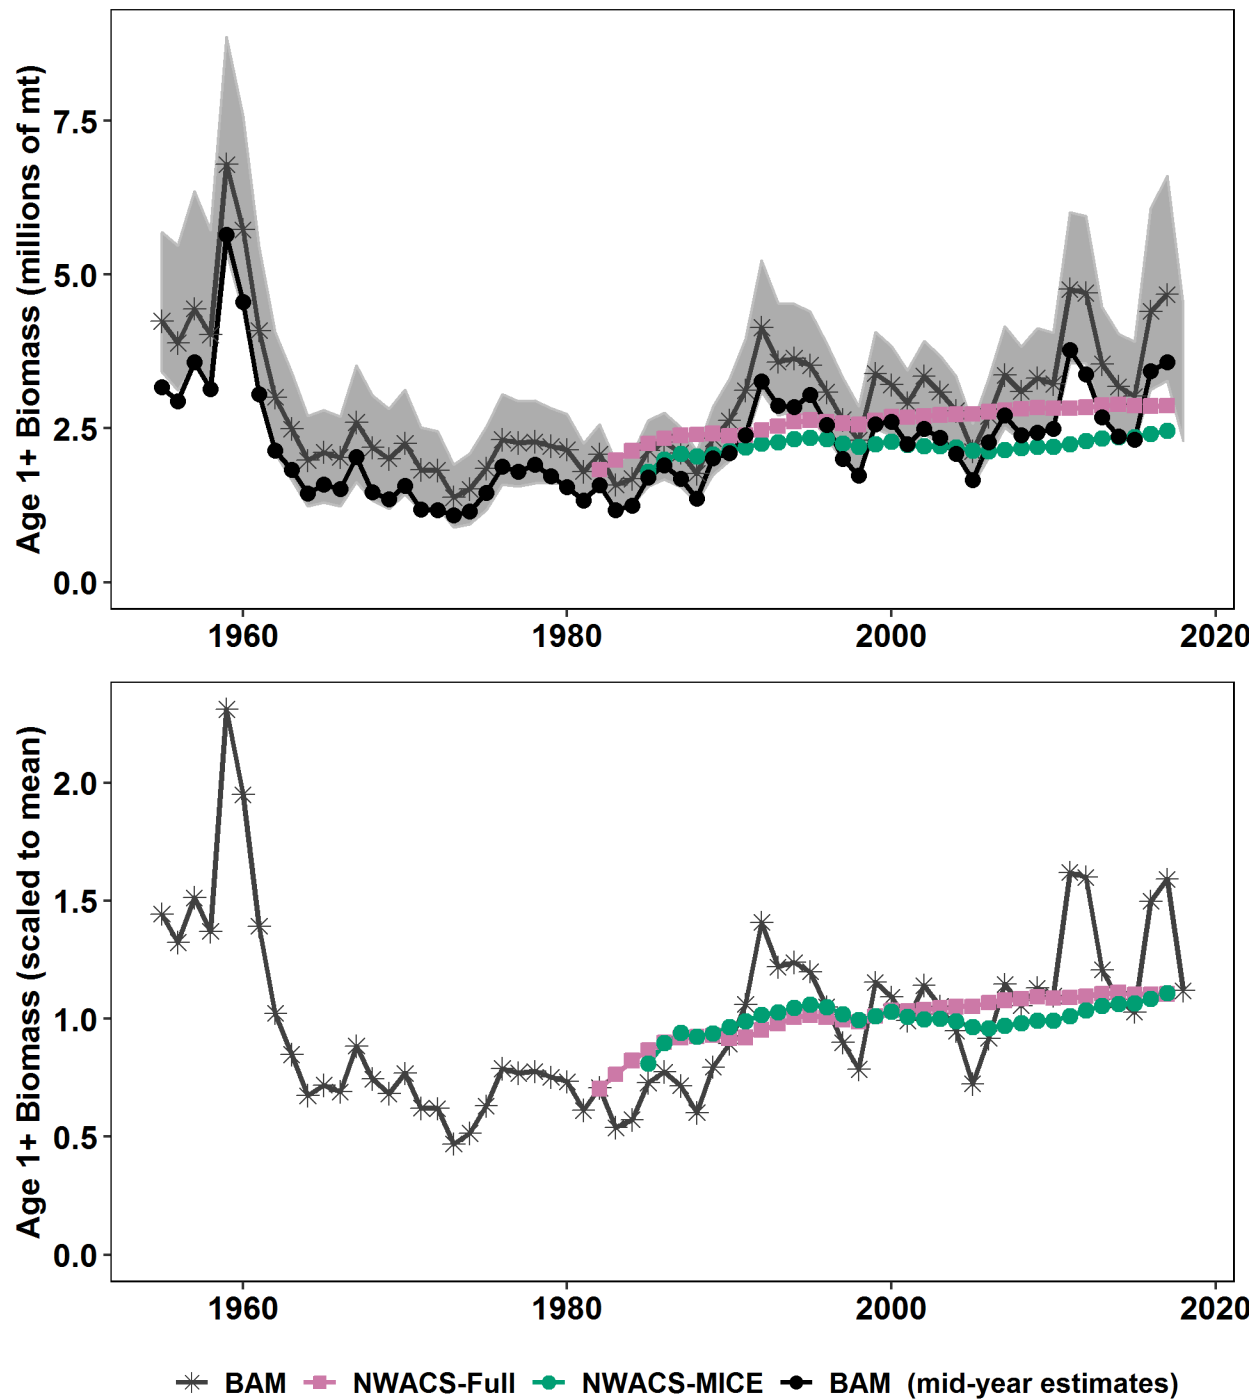 Age 1+ Biomass (millions of mt)
7.5
5.0
2.5
0.0
1960 1980 2000 2020
Age 1+ Biomass (scaled to mean)
2.0
1.5
1.0
0.5
0.0
1960 1980 2000 2020
BAM NWACS-Full NWACS-MICE BAM (mid-year estimates)